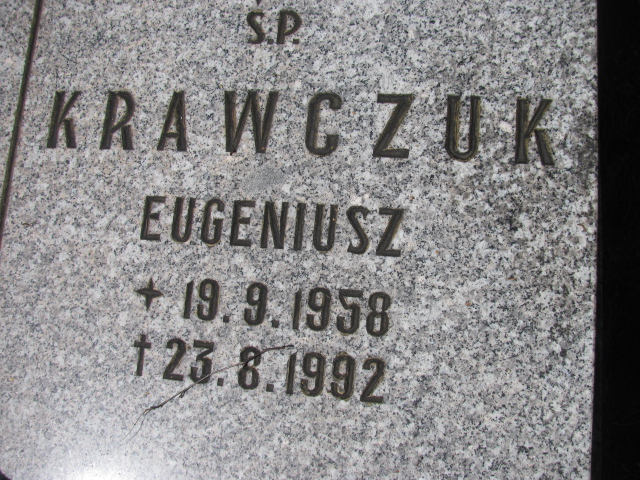 Ś.P.
KRAWCZUK
EUGENIUSZ
19.9.1958
† 23.8.1992